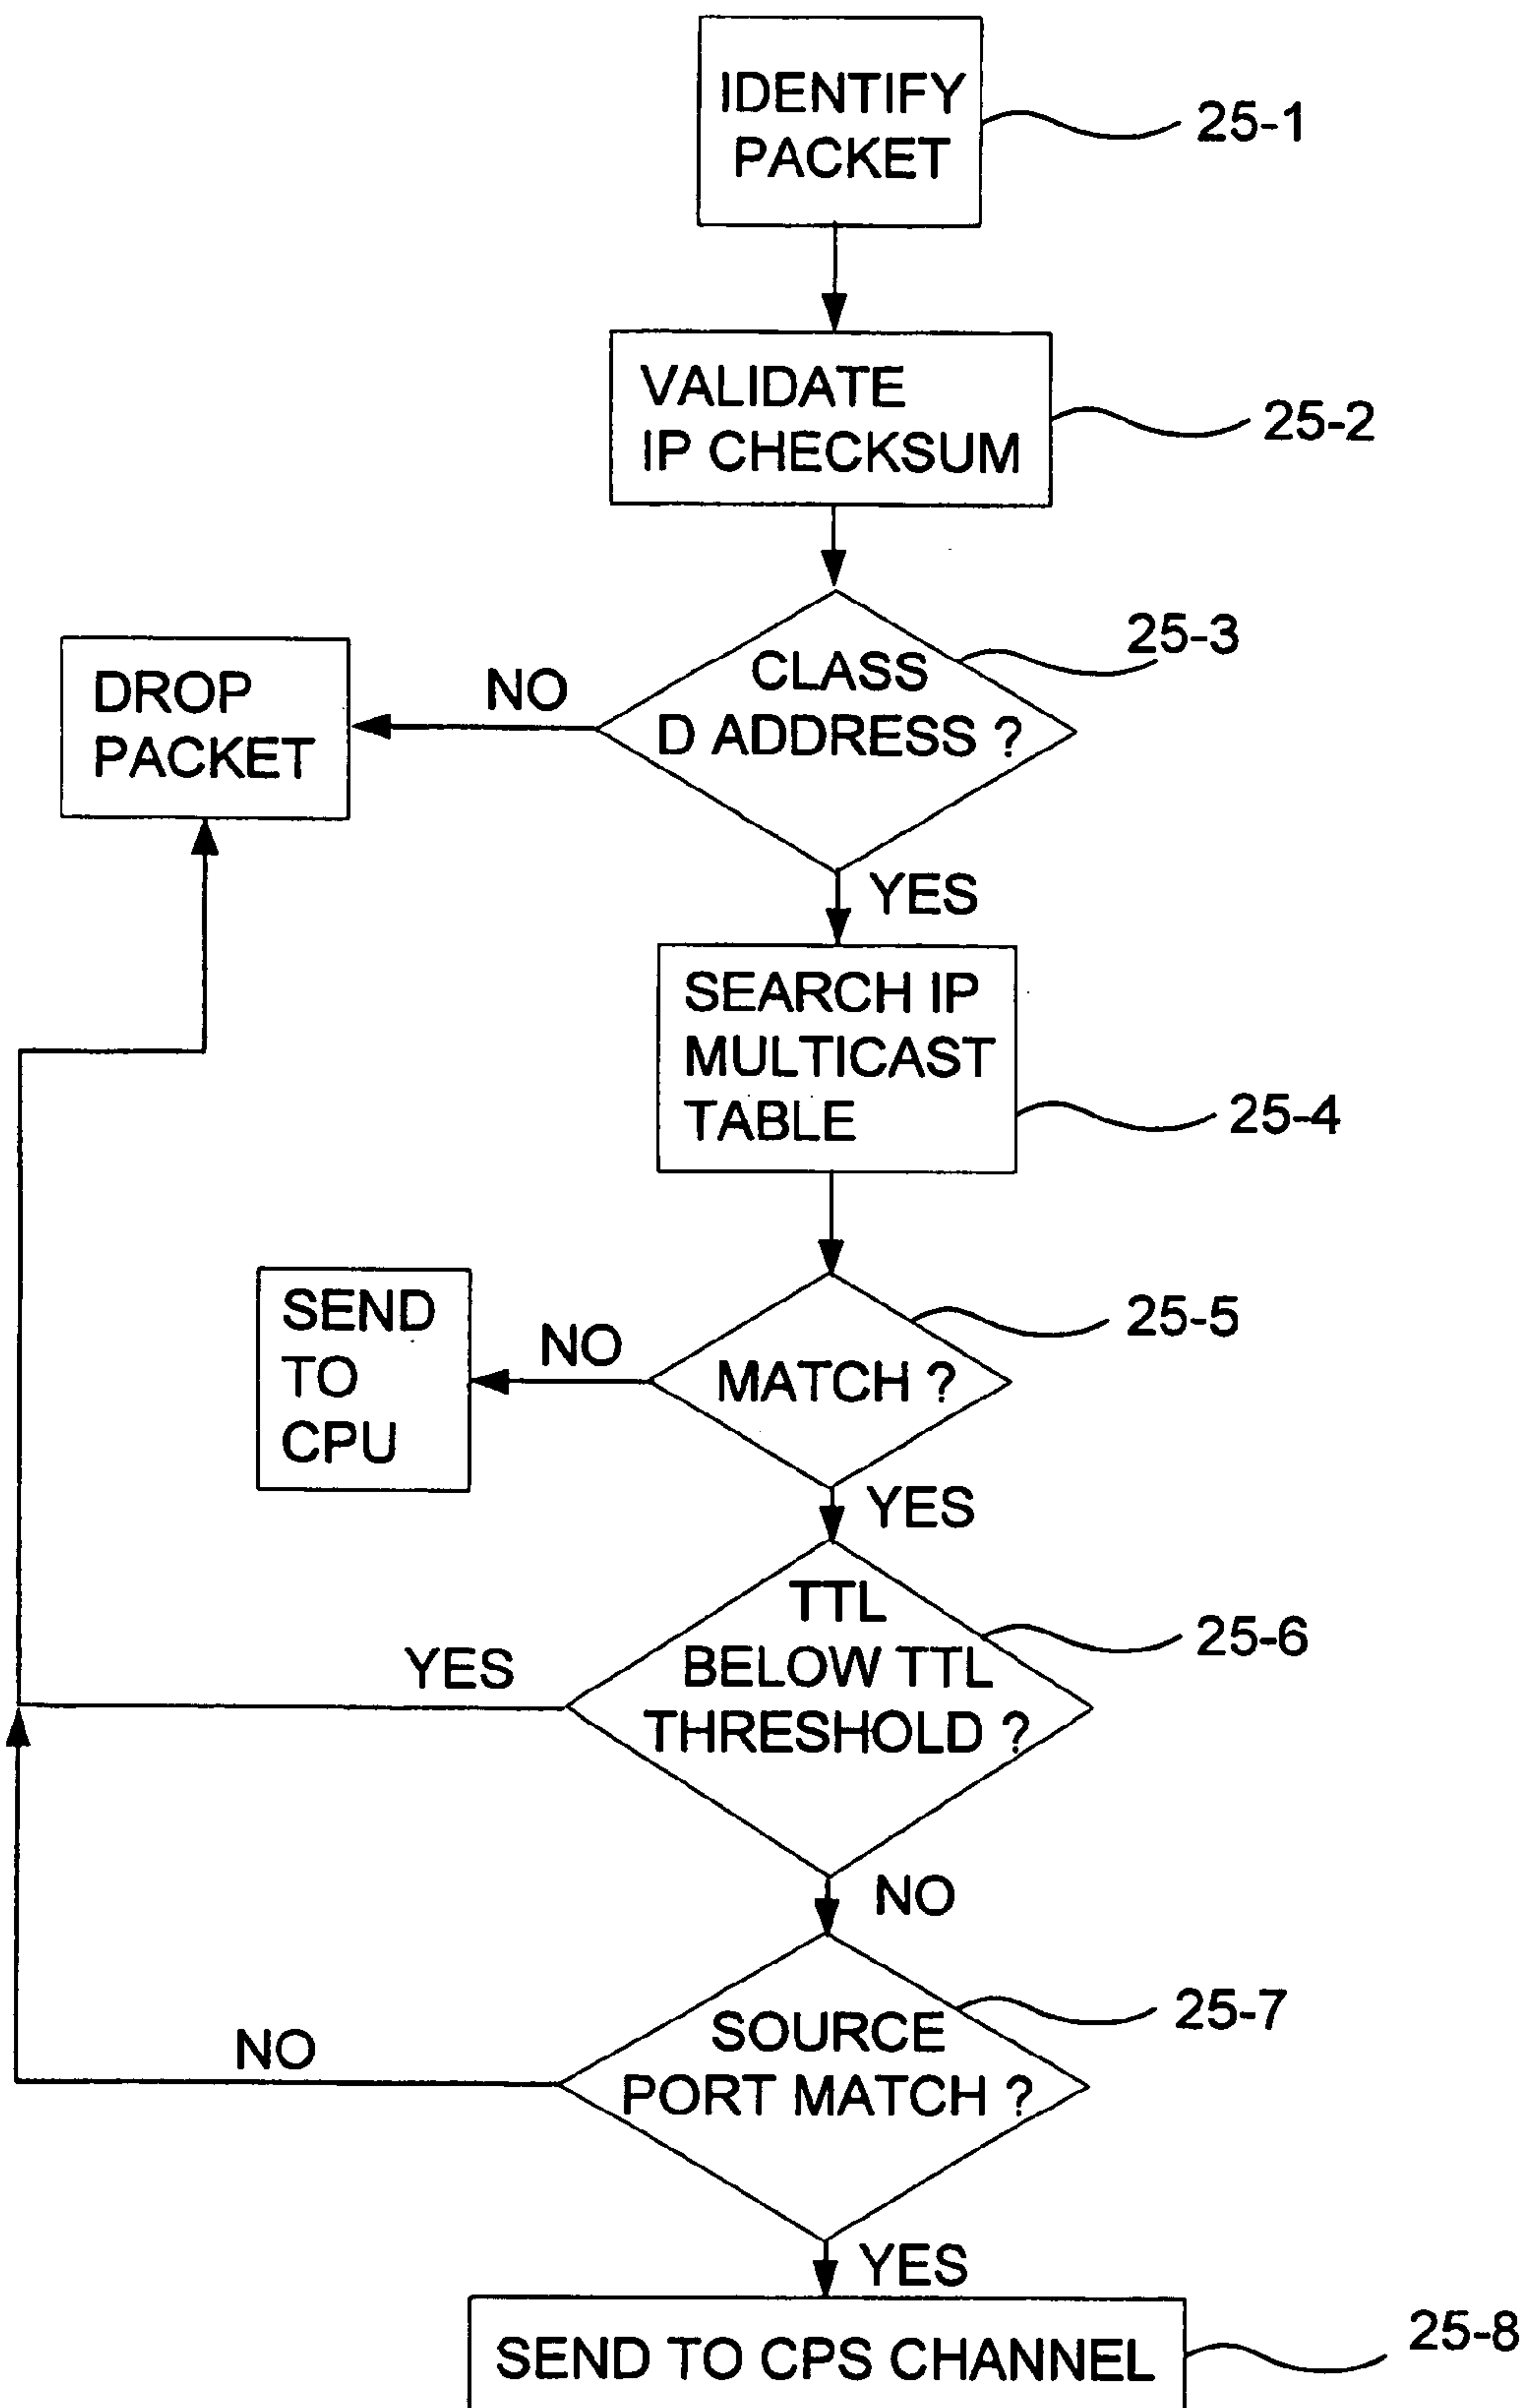 IDENTIFY
PACKET
25-1
VALIDATE
IP CHECKSUM
25-2
25-3
CLASS
D ADDRESS ?
NO
DROP
PACKET
YES
SEARCH IP
MULTICAST
TABLE
25-4
25-5
MATCH ?
NO
SEND
TO
CPU
YES
TTL
BELOW TTL
THRESHOLD ?
25-6
YES
NO
25-7
SOURCE
PORT MATCH ?
NO
YES
SEND TO CPS CHANNEL
25-8